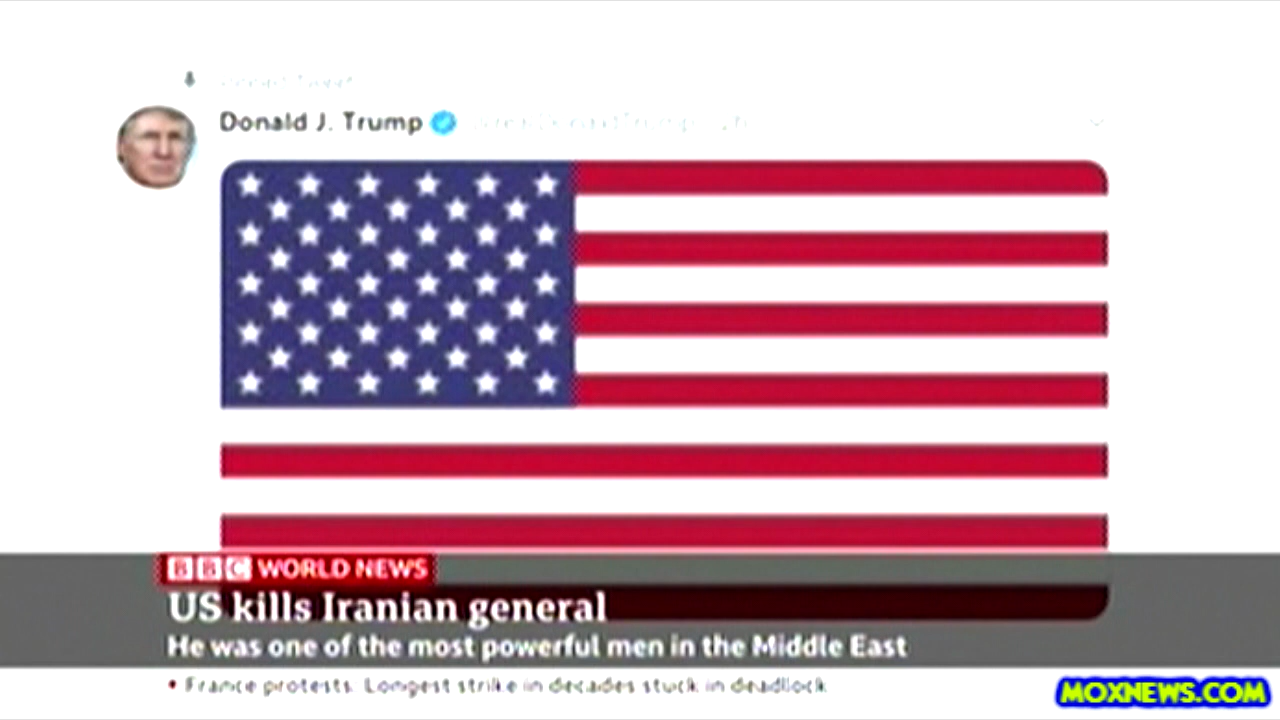 Donald J. Trump
BBC WORLD NEWS
US kills Iranian general
He was one of the most powerful men in the Middle East
• France protests: Longest strike in decades stuck in deadlock
MOXNEWS.COM